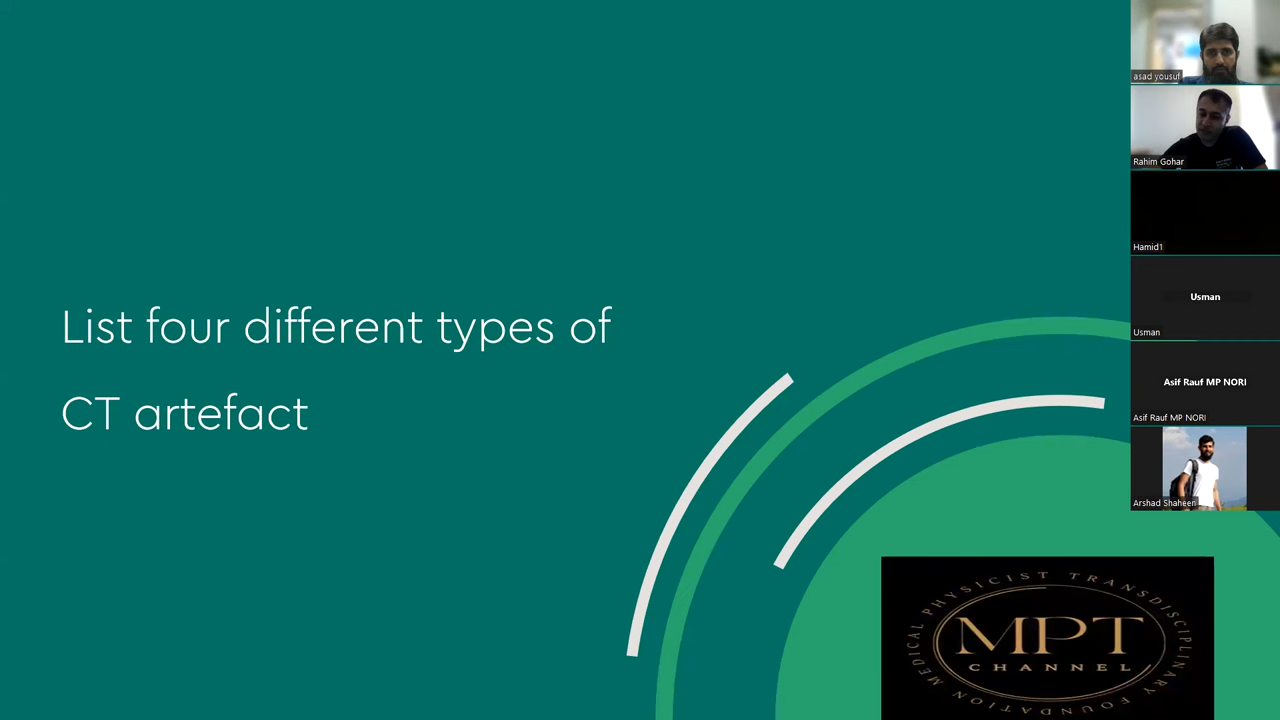 List four different types of
CT artefact
asad yousuf
Rahim Gohar
Hamid1
Usman
Usman
Asif Rauf MP NORI
Asif Rauf MP NORI
Arshad Shaheen
MEDICAL PHYSICIST TRANSDISCIPLINARY FOUNDATION
MPT
CHANNEL